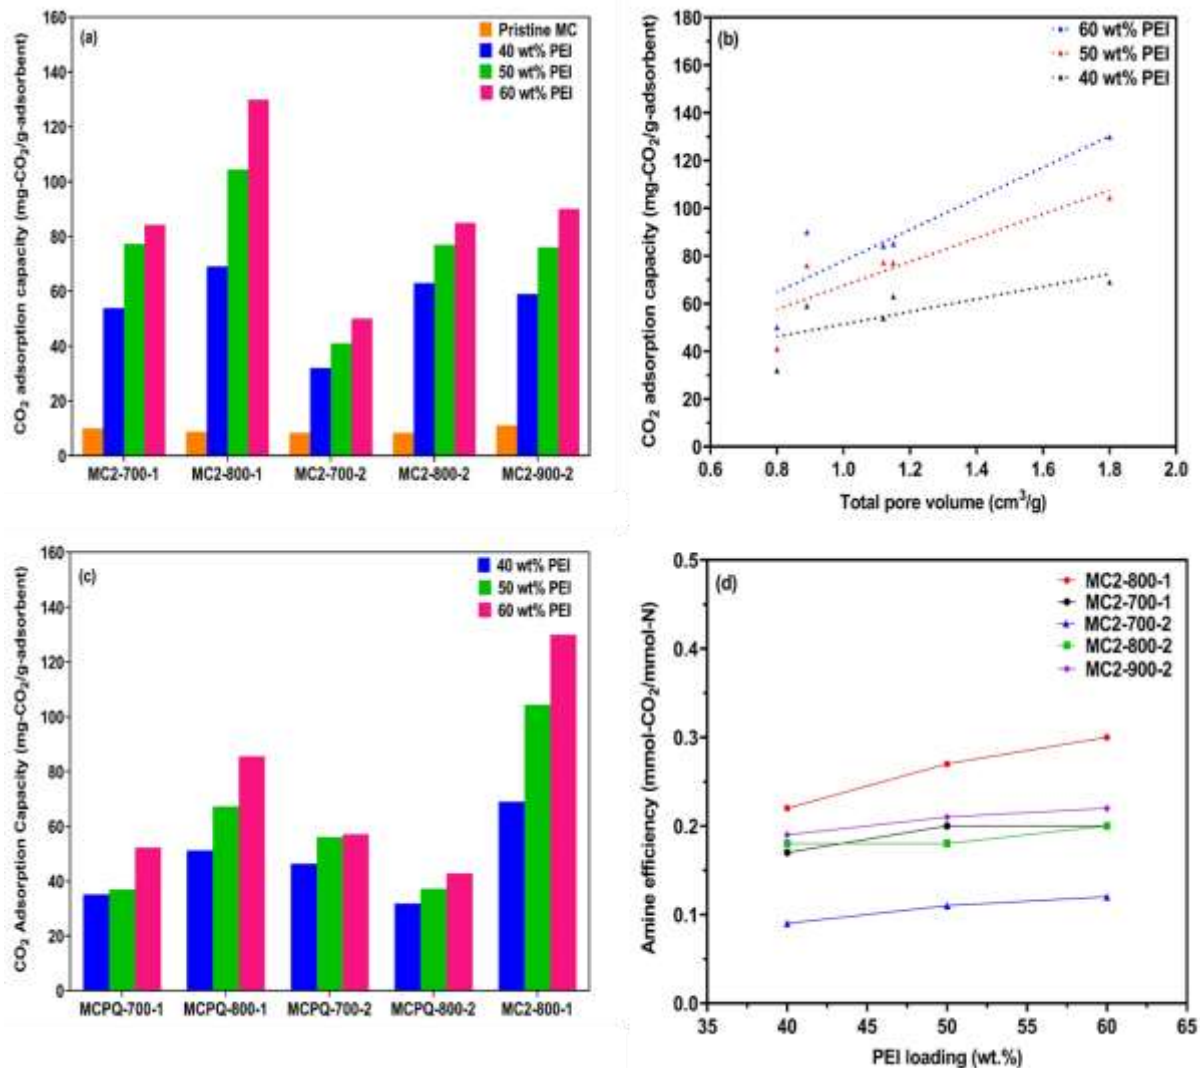 (a)
Pristine MC
40 wt% PEI
50 wt% PEI
60 wt% PEI
CO₂ adsorption capacity (mg-CO₂/g-adsorbent)
160
140
120
100
80
60
40
20
0
MC2-700-1 MC2-800-1 MC2-700-2 MC2-800-2 MC2-900-2
(b)
60 wt% PEI
50 wt% PEI
40 wt% PEI
CO₂ adsorption capacity (mg-CO₂/g-adsorbent)
180
160
140
120
100
80
60
40
20
0
0.6 0.8 1.0 1.2 1.4 1.6 1.8 2.0
Total pore volume (cm³/g)
(c)
40 wt% PEI
50 wt% PEI
60 wt% PEI
CO₂ Adsorption Capacity (mg-CO₂/g-adsorbent)
160
140
120
100
80
60
40
20
0
MCPQ-700-1 MCPQ-800-1 MCPQ-700-2 MCPQ-800-2 MC2-800-1
(d)
MC2-800-1
MC2-700-1
MC2-700-2
MC2-800-2
MC2-900-2
Amine efficiency (mmol-CO₂/mmol-N)
0.5
0.4
0.3
0.2
0.1
0.0
35 40 45 50 55 60 65
PEI loading (wt.%)